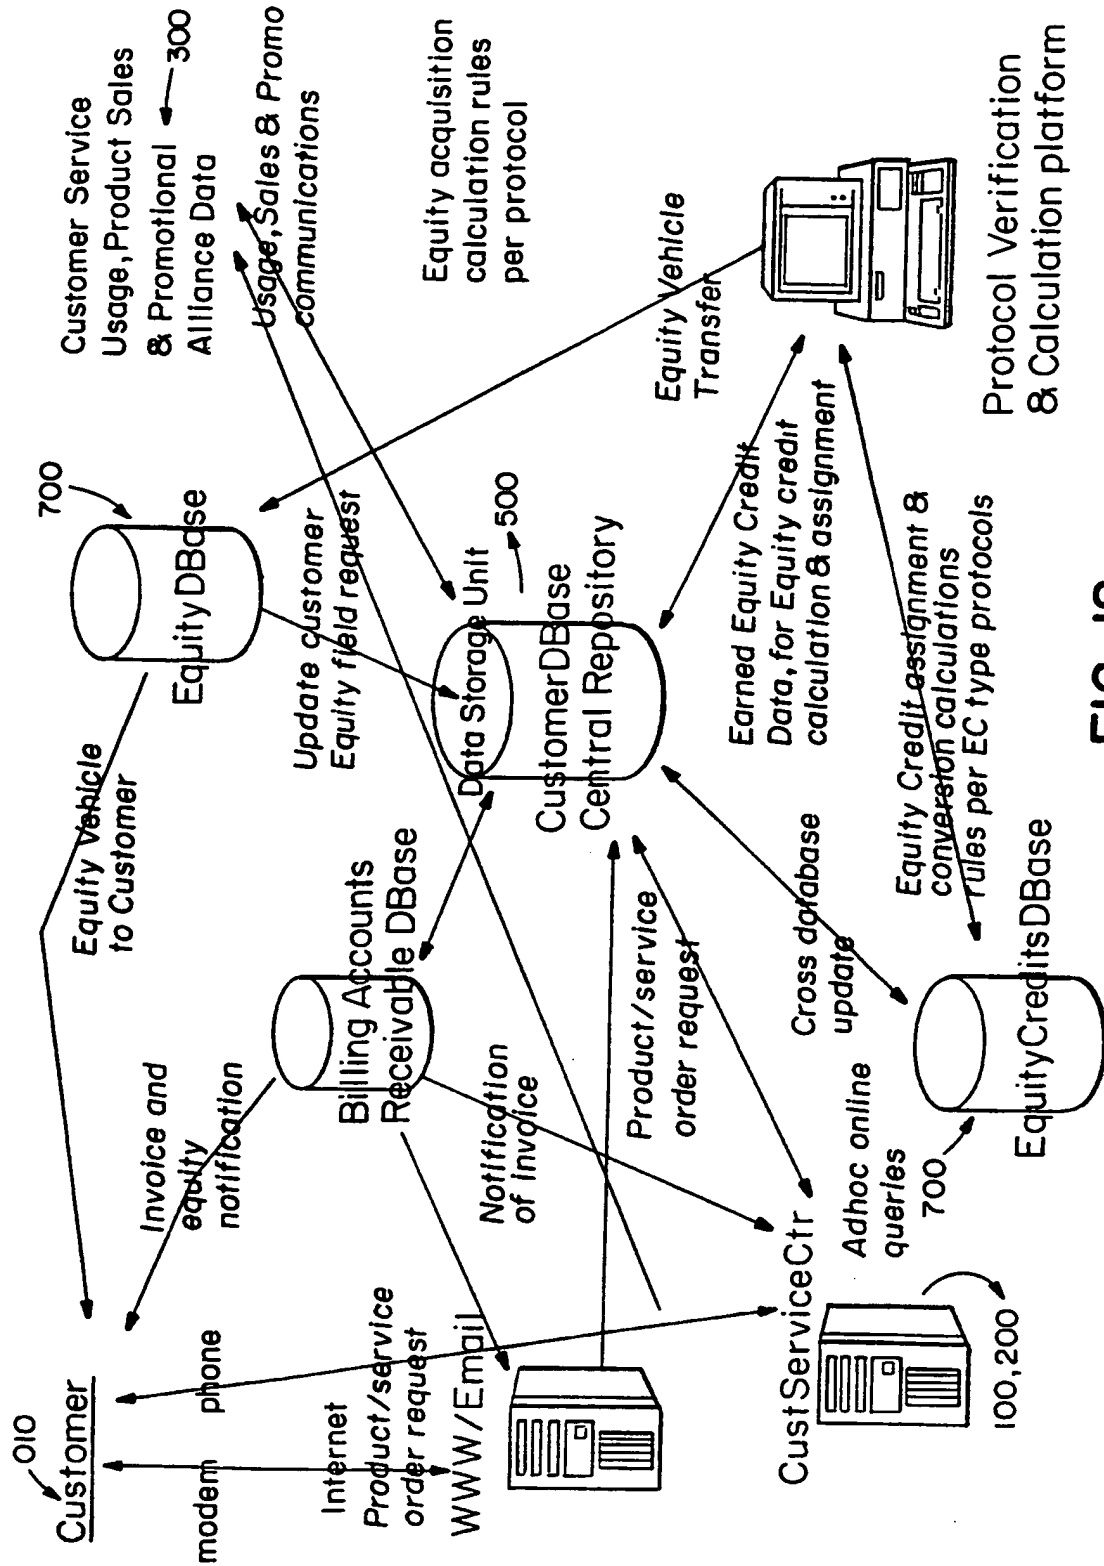 010
Customer
modem
phone
Internet
Product/service
order request
WWW/Email
Invoice and
equity
notification
Equity Vehicle
to Customer
Billing Accounts
Receivable DBase
Notification
of invoice
700
EquityDBase
Update customer
Equity field request
Customer Service
Usage, Product Sales
& Promotional
Alliance Data
300
Usage, Sales & Promo
communications
Data Storage Unit
500
CustomerDBase
Central Repository
Equity acquisition
calculation rules
per protocol
Product/service
order request
CustServiceCtr
100,200
Adhoc online
queries
Cross database
update
700
EquityCreditsDBase
Earned Equity Credit
Data, for Equity credit
calculation & assignment
Equity Credit assignment &
conversion calculations
rules per EC type protocols
Equity Vehicle
Transfer
Protocol Verification
& Calculation platform